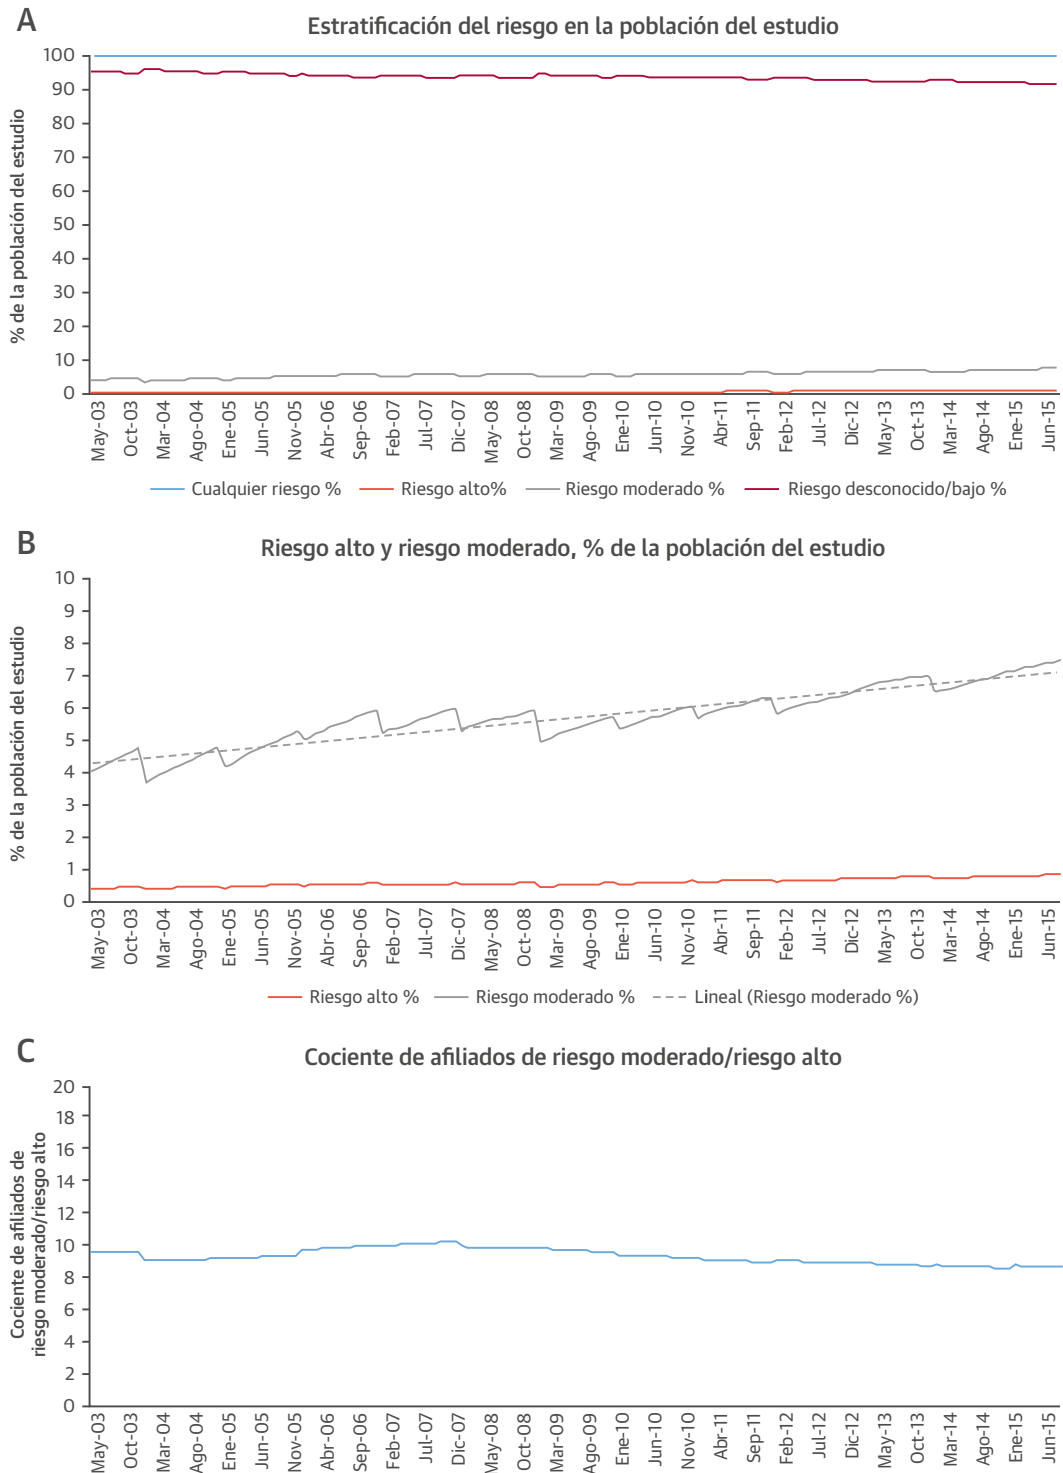 A
Estratificación del riesgo en la población del estudio
% de la población del estudio
100
90
80
70
60
50
40
30
20
10
0
May-03 Oct-03 Mar-04 Ago-04 Ene-05 Jun-05 Nov-05 Abr-06 Sep-06 Feb-07 Jul-07 Dic-07 May-08 Oct-08 Mar-09 Ago-09 Ene-10 Jun-10 Nov-10 Abr-11 Sep-11 Feb-12 Jul-12 Dic-12 May-13 Oct-13 Mar-14 Ago-14 Ene-15 Jun-15
Cualquier riesgo % Riesgo alto% Riesgo moderado % Riesgo desconocido/bajo %
B
Riesgo alto y riesgo moderado, % de la población del estudio
% de la población del estudio
10
9
8
7
6
5
4
3
2
1
0
May-03 Oct-03 Mar-04 Ago-04 Ene-05 Jun-05 Nov-05 Abr-06 Sep-06 Feb-07 Jul-07 Dic-07 May-08 Oct-08 Mar-09 Ago-09 Ene-10 Jun-10 Nov-10 Abr-11 Sep-11 Feb-12 Jul-12 Dic-12 May-13 Oct-13 Mar-14 Ago-14 Ene-15 Jun-15
Riesgo alto % Riesgo moderado % Lineal (Riesgo moderado %)
C
Cociente de afiliados de riesgo moderado/riesgo alto
Cociente de afiliados de
riesgo moderado/riesgo alto
20
18
16
14
12
10
8
6
4
2
0
May-03 Oct-03 Mar-04 Ago-04 Ene-05 Jun-05 Nov-05 Abr-06 Sep-06 Feb-07 Jul-07 Dic-07 May-08 Oct-08 Mar-09 Ago-09 Ene-10 Jun-10 Nov-10 Abr-11 Sep-11 Feb-12 Jul-12 Dic-12 May-13 Oct-13 Mar-14 Ago-14 Ene-15 Jun-15